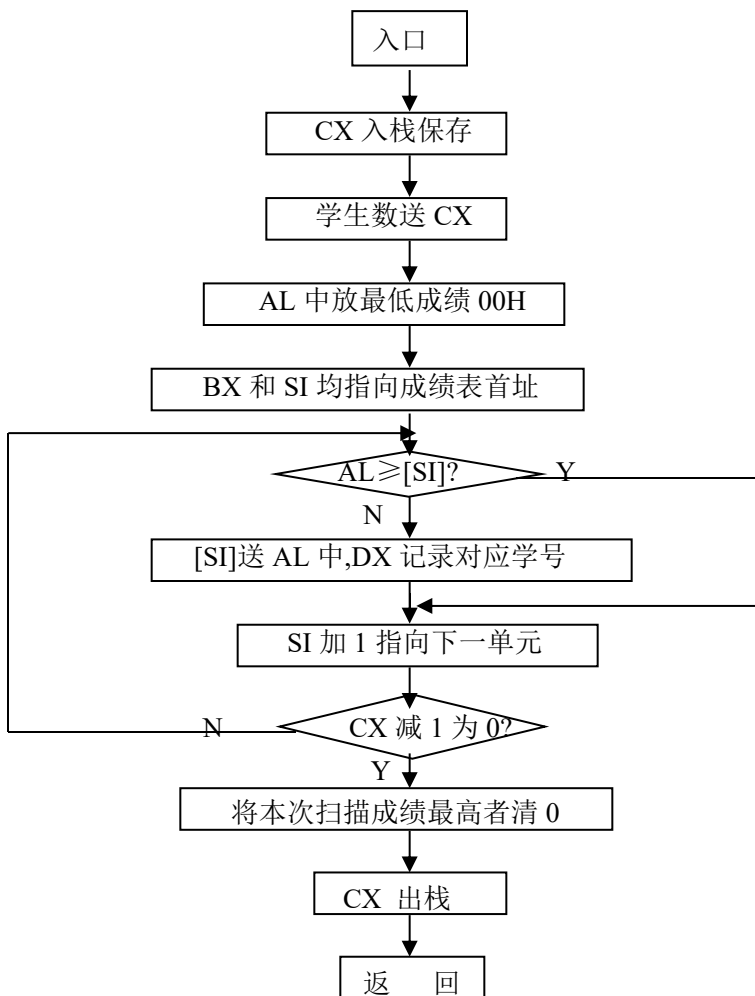 入口
CX 入栈保存
学生数送 CX
AL 中放最低成绩 00H
BX 和 SI 均指向成绩表首址
AL≥[SI]?
Y
N
[SI]送 AL 中,DX 记录对应学号
SI 加 1 指向下一单元
N
CX 减 1 为 0?
Y
将本次扫描成绩最高者清 0
CX 出栈
返 回